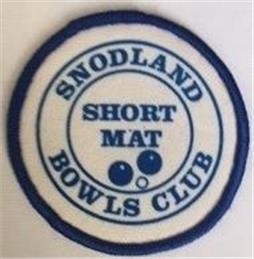 SNODLAND
SHORT
MAT
BOWLS CLUB